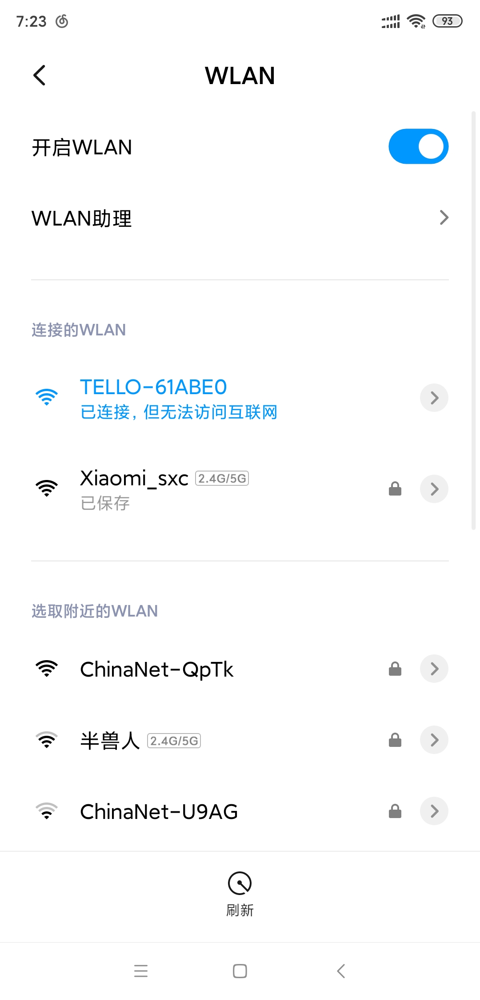 7:23
93
WLAN
开启WLAN
WLAN助理
连接的WLAN
TELLO-61ABE0
已连接, 但无法访问互联网
Xiaomi_sxc 2.4G/5G
已保存
选取附近的WLAN
ChinaNet-QpTk
半兽人 2.4G/5G
ChinaNet-U9AG
刷新